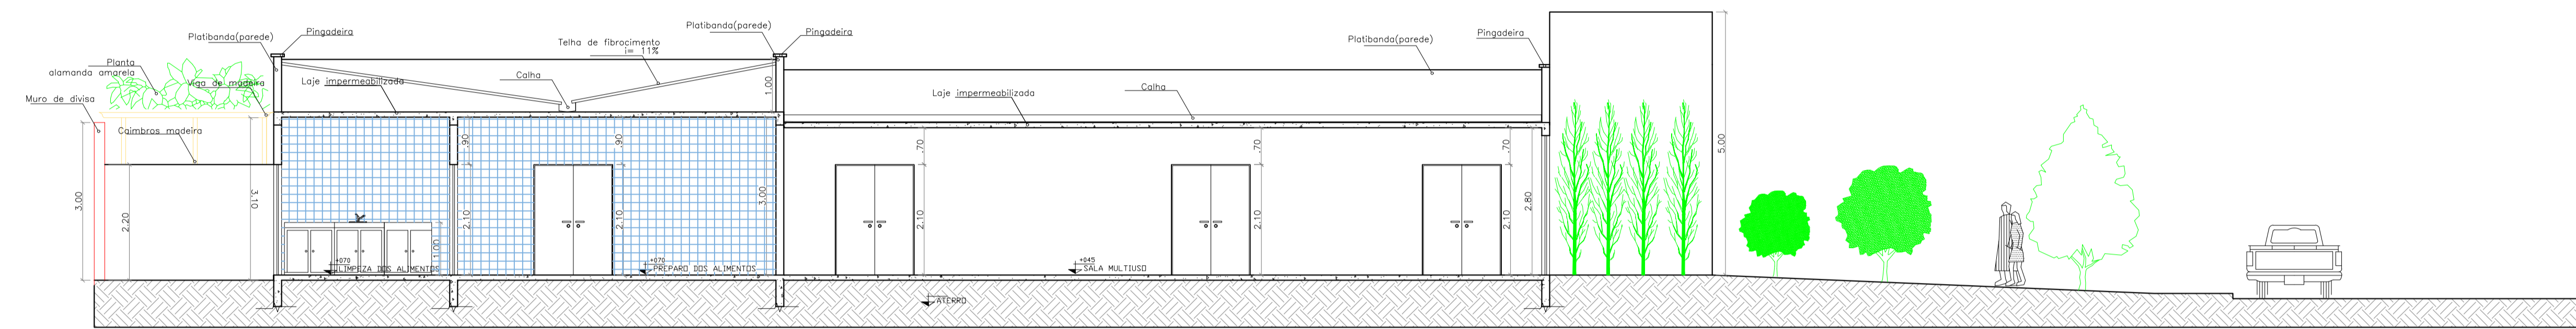 Platibanda(parede)
Pingadeira
Planta
alamanda amarela
Viga de madeira
Muro de divisa
Caimbros madeira
Laje impermeabilizada
Calha
Telha de fibrocimento
i= 11%
Platibanda(parede)
Pingadeira
1.00
Laje impermeabilizada
Calha
Platibanda(parede)
Pingadeira
3.00
2.20
3.10
.90
2.10
1.00
.90
2.10
3.00
.70
2.10
.70
2.10
.70
2.10
2.80
5.00
+070
LIMPEZA DOS ALIMENTOS
+070
PREPARO DOS ALIMENTOS
+045
SALA MULTIUSO
ATERRO